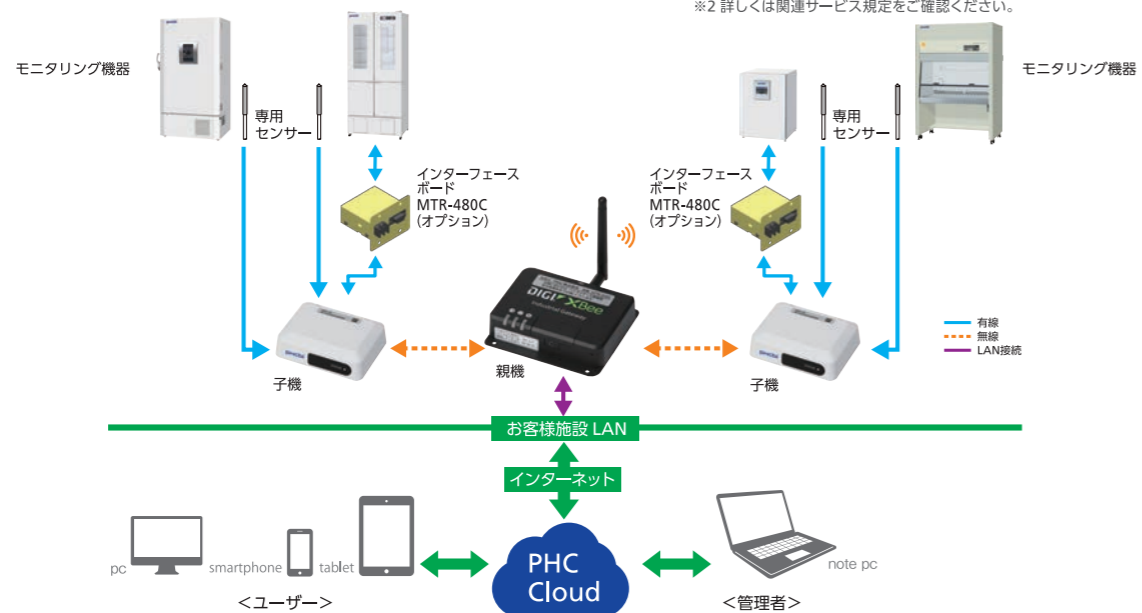 ※2 詳しくは関連サービス規定をご確認ください。
モニタリング機器
モニタリング機器
専用
センサー
専用
センサー
インターフェース
ボード
MTR-480C
(オプション)
インターフェース
ボード
MTR-480C
(オプション)
DIGI XBee
Industrial Gateway
有線
無線
LAN接続
子機
親機
子機
お客様施設 LAN
インターネット
pc
smartphone
tablet
PHC
Cloud
note pc
<ユーザー>
<管理者>